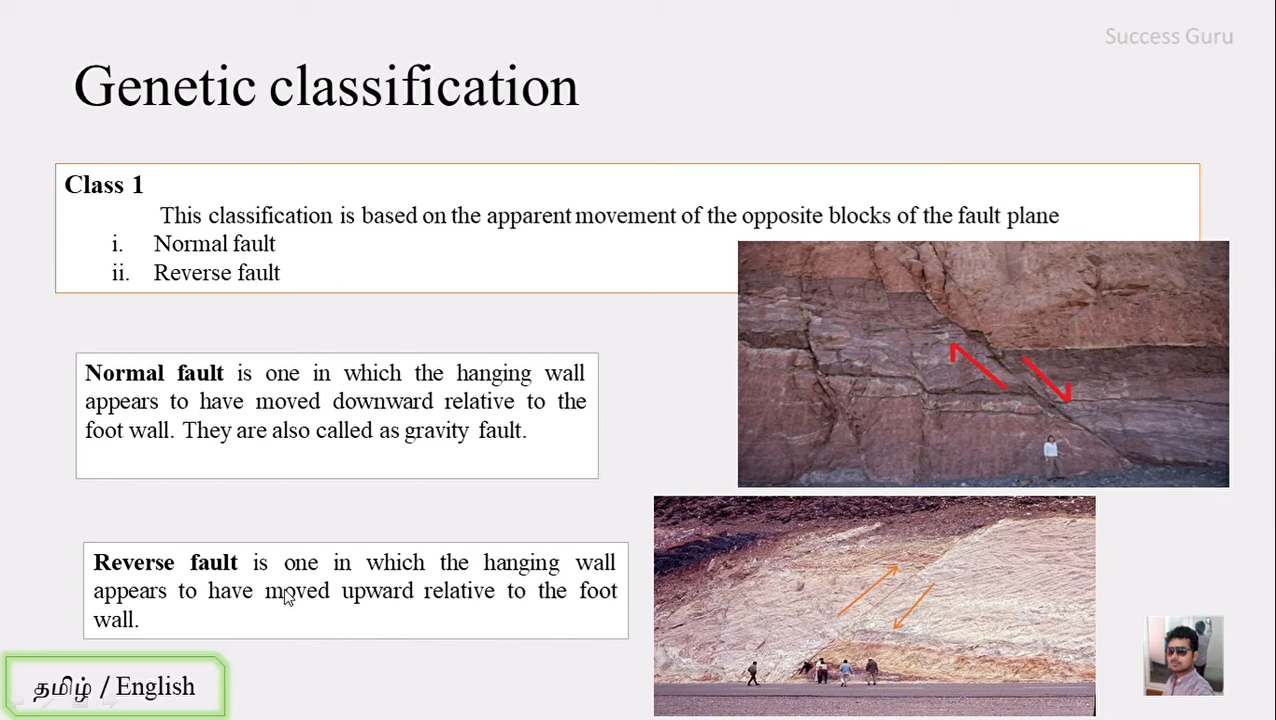 Success Guru
Genetic classification
Class 1
This classification is based on the apparent movement of the opposite blocks of the fault plane
i. Normal fault
ii. Reverse fault
Normal fault is one in which the hanging wall
appears to have moved downward relative to the
foot wall. They are also called as gravity fault.
Reverse fault is one in which the hanging wall
appears to have moved upward relative to the foot
wall.
தமிழ் / English